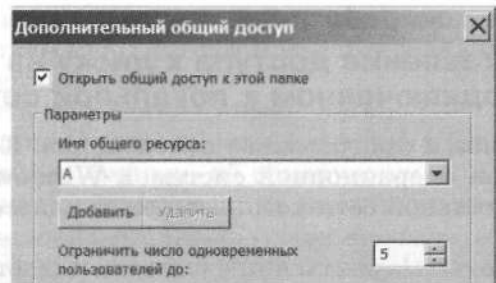 Дополнительный общий доступ
Открыть общий доступ к этой папке
Параметры
Имя общего ресурса:
A
Добавить Удалить
Ограничить число одновременных
пользователей до:
5